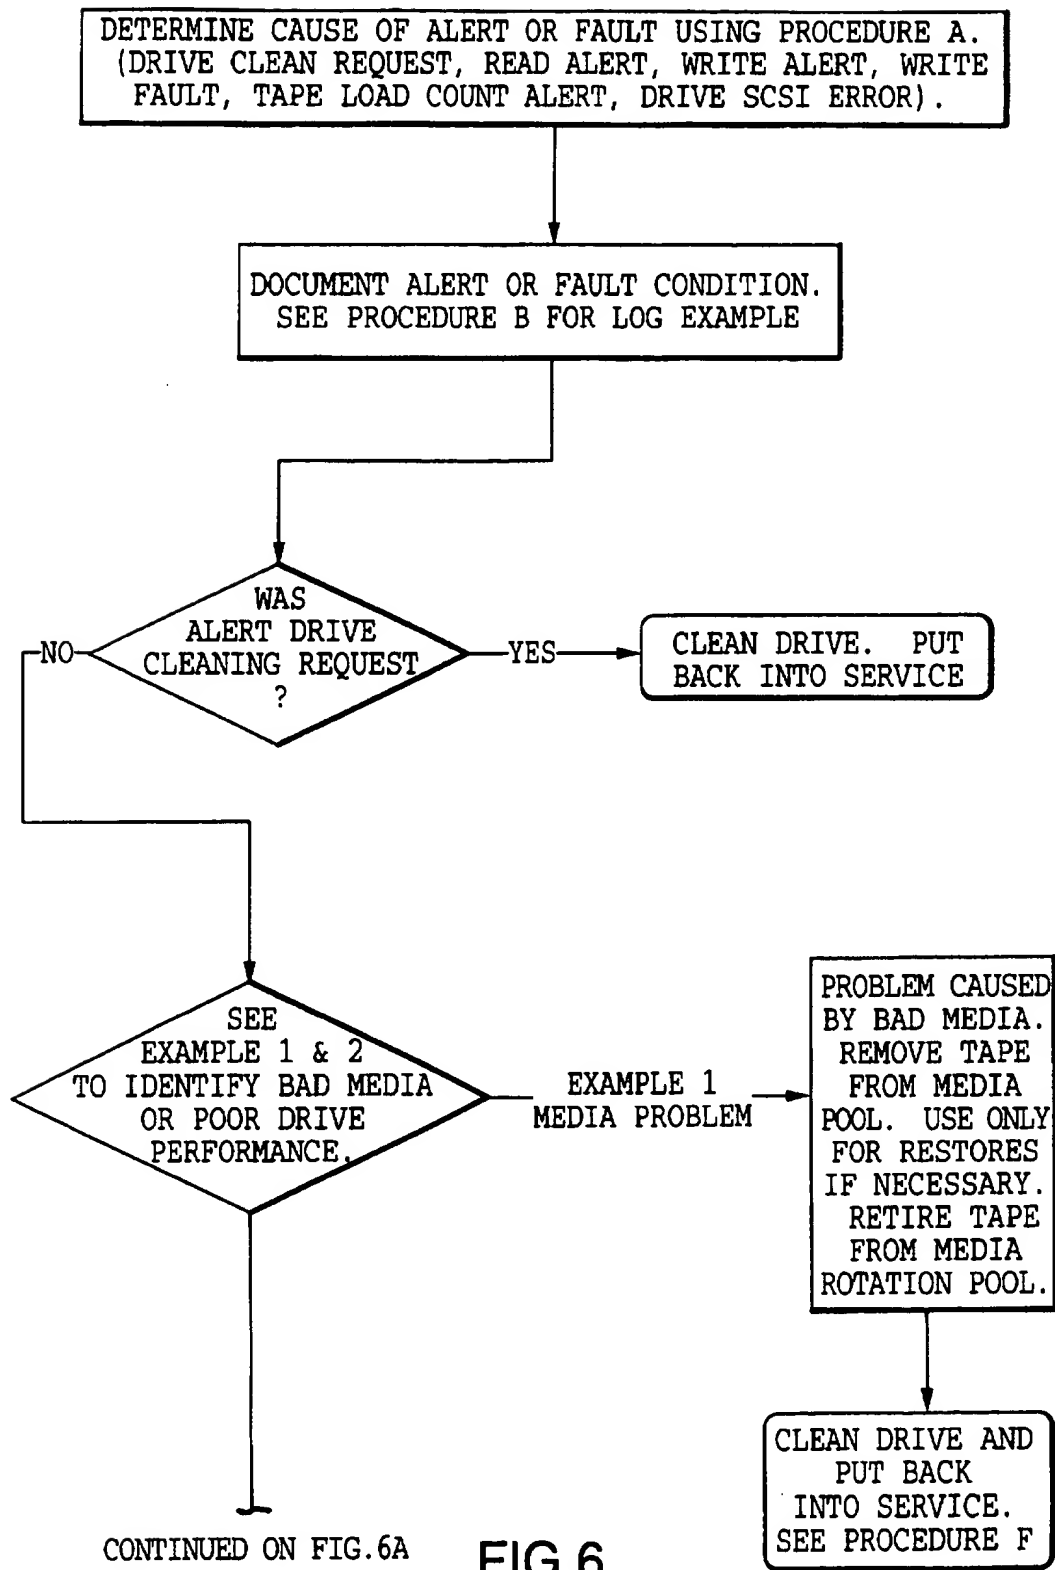 DETERMINE CAUSE OF ALERT OR FAULT USING PROCEDURE A.
(DRIVE CLEAN REQUEST, READ ALERT, WRITE ALERT, WRITE
FAULT, TAPE LOAD COUNT ALERT, DRIVE SCSI ERROR).
DOCUMENT ALERT OR FAULT CONDITION.
SEE PROCEDURE B FOR LOG EXAMPLE
WAS
ALERT DRIVE
CLEANING REQUEST
?
NO
YES
CLEAN DRIVE. PUT
BACK INTO SERVICE
SEE
EXAMPLE 1 & 2
TO IDENTIFY BAD MEDIA
OR POOR DRIVE
PERFORMANCE.
EXAMPLE 1
MEDIA PROBLEM
PROBLEM CAUSED
BY BAD MEDIA.
REMOVE TAPE
FROM MEDIA
POOL. USE ONLY
FOR RESTORES
IF NECESSARY.
RETIRE TAPE
FROM MEDIA
ROTATION POOL.
CLEAN DRIVE AND
PUT BACK
INTO SERVICE.
SEE PROCEDURE F
CONTINUED ON FIG.6A
FIG.6